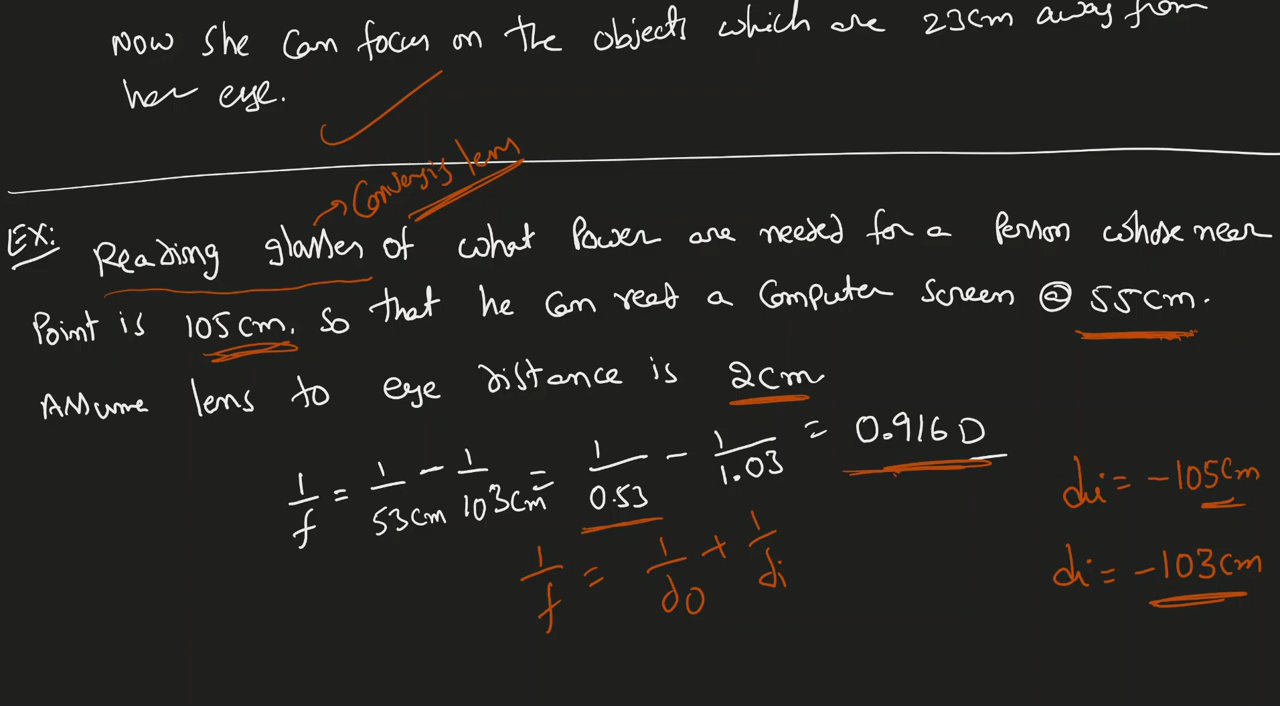 Now She Can focus on the objects which are 23cm away from
her eye.
→ Convergis lens
EX: Reading glasses of what Power are needed for a Person whose near
Point is 105cm. so that he can read a Computer Screen @ 55cm.
Assume lens to eye distance is 2cm
1/f = 1/53cm - 1/103cm = 1/0.53 - 1/1.03 = 0.916 D
di = -105cm
1/f = 1/do + 1/di
di = -103cm